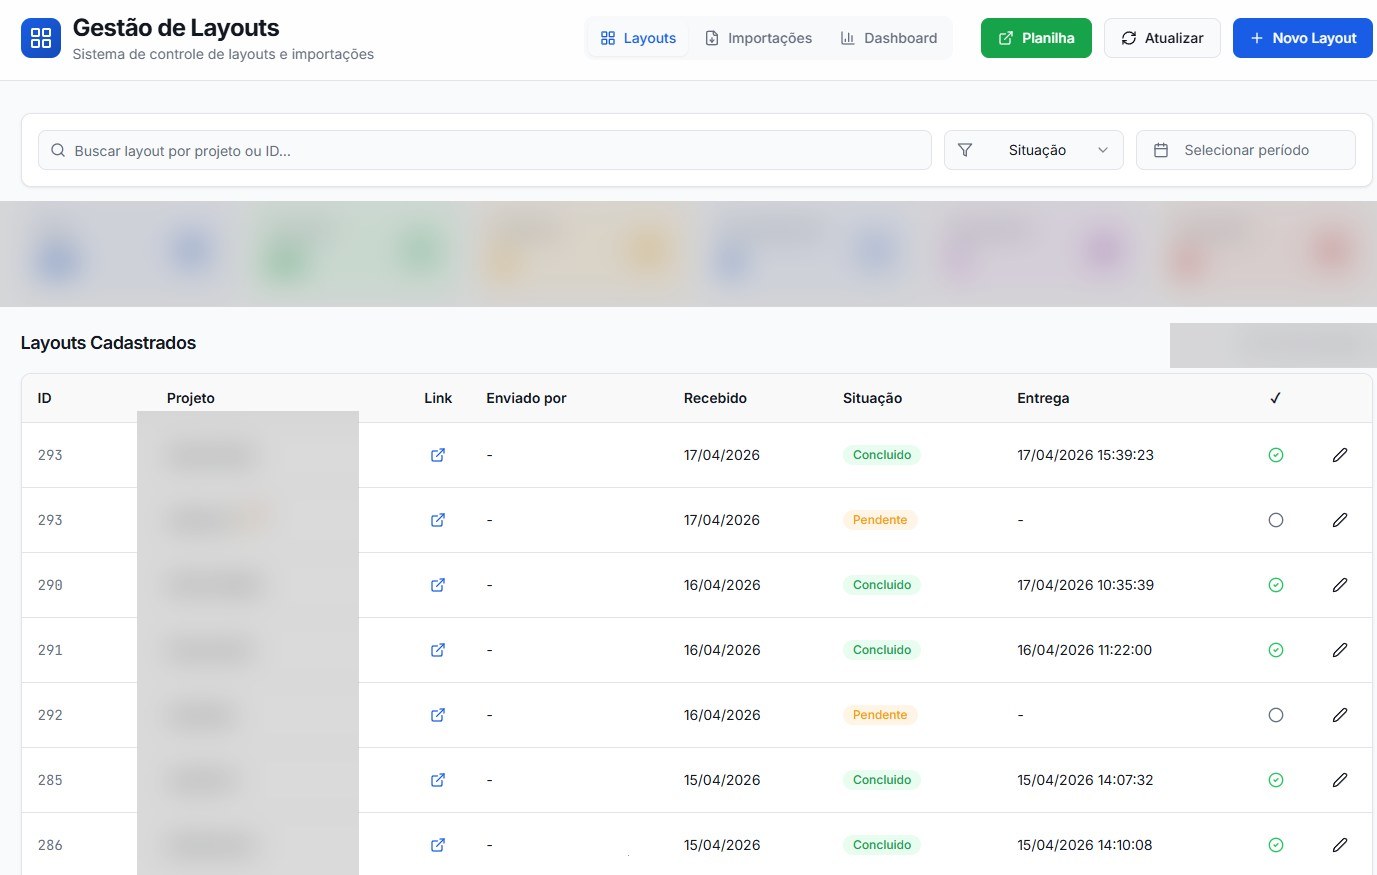 Gestão de Layouts
Sistema de controle de layouts e importações
Layouts Importações Dashboard Planilha Atualizar Novo Layout
Buscar layout por projeto ou ID... Situação Selecionar período
Layouts Cadastrados
ID Projeto Link Enviado por Recebido Situação Entrega ✓
293 - 17/04/2026 Concluido 17/04/2026 15:39:23
293 - 17/04/2026 Pendente -
290 - 16/04/2026 Concluido 17/04/2026 10:35:39
291 - 16/04/2026 Concluido 16/04/2026 11:22:00
292 - 16/04/2026 Pendente -
285 - 15/04/2026 Concluido 15/04/2026 14:07:32
286 - 15/04/2026 Concluido 15/04/2026 14:10:08